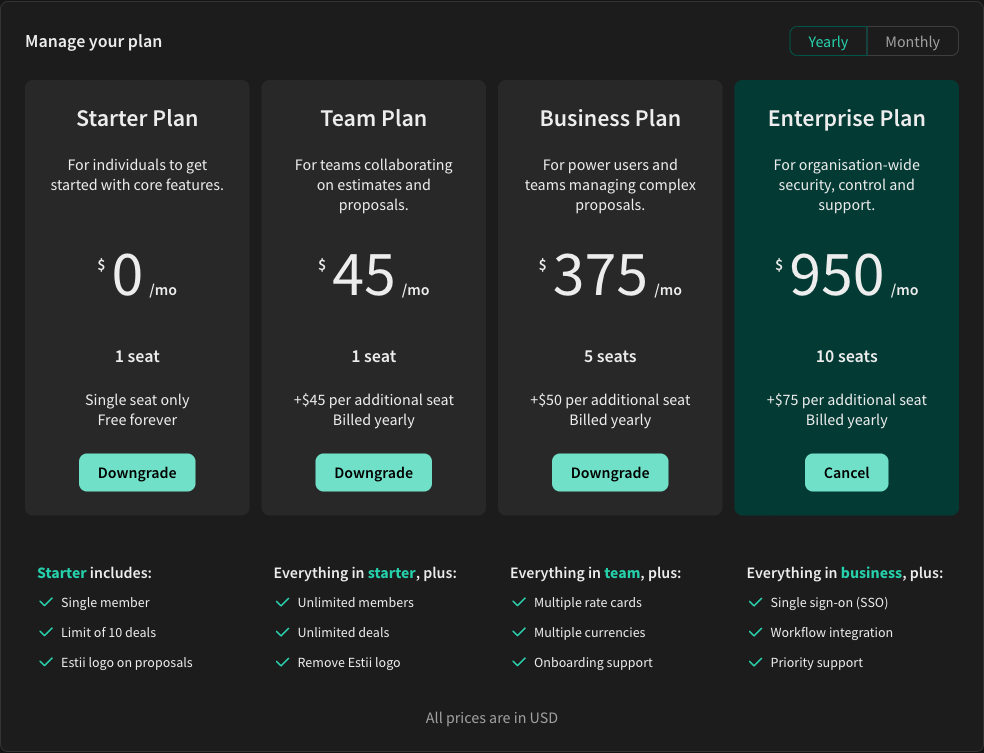 Manage your plan
Yearly
Monthly
Starter Plan
For individuals to get
started with core features.
$ 0 /mo
1 seat
Single seat only
Free forever
Downgrade
Team Plan
For teams collaborating
on estimates and
proposals.
$ 45 /mo
1 seat
+$45 per additional seat
Billed yearly
Downgrade
Business Plan
For power users and
teams managing complex
proposals.
$ 375 /mo
5 seats
+$50 per additional seat
Billed yearly
Downgrade
Enterprise Plan
For organisation-wide
security, control and
support.
$ 950 /mo
10 seats
+$75 per additional seat
Billed yearly
Cancel
Starter includes:
Single member
Limit of 10 deals
Estii logo on proposals
Everything in starter, plus:
Unlimited members
Unlimited deals
Remove Estii logo
Everything in team, plus:
Multiple rate cards
Multiple currencies
Onboarding support
Everything in business, plus:
Single sign-on (SSO)
Workflow integration
Priority support
All prices are in USD